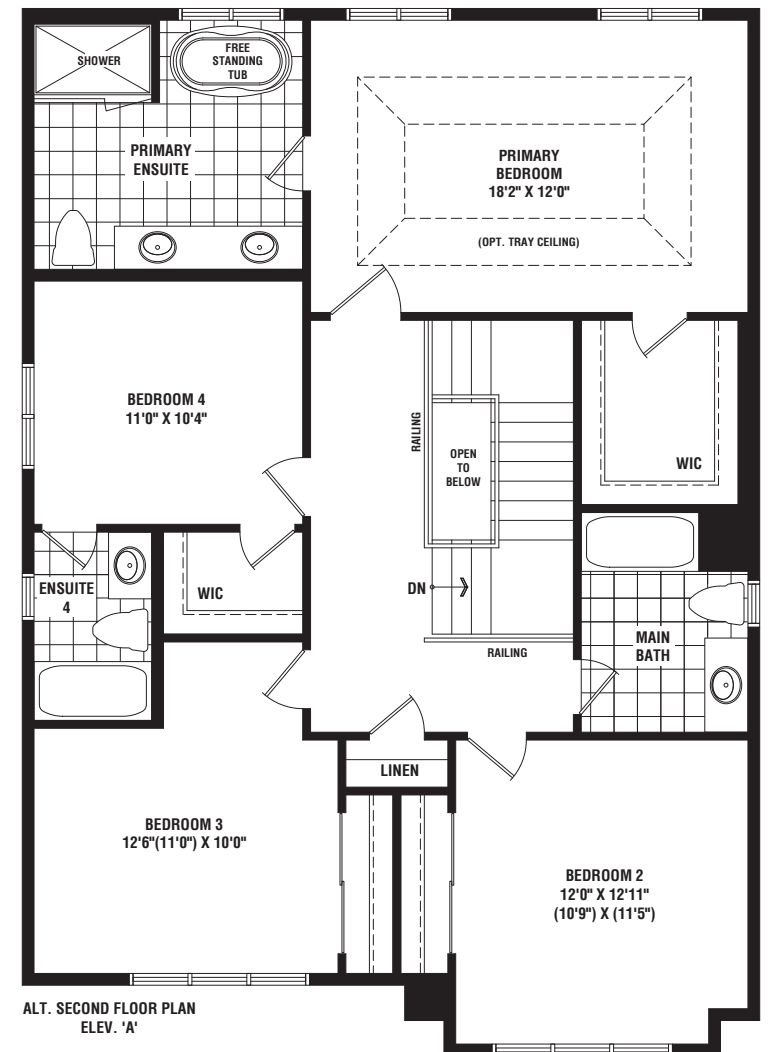 SHOWER
FREE
STANDING
TUB
PRIMARY
ENSUITE
PRIMARY
BEDROOM
18'2" X 12'0"
(OPT. TRAY CEILING)
BEDROOM 4
11'0" X 10'4"
RAILING
OPEN
TO
BELOW
WIC
ENSUITE
4
WIC
DN
MAIN
BATH
RAILING
LINEN
BEDROOM 3
12'6"(11'0") X 10'0"
BEDROOM 2
12'0" X 12'11"
(10'9") X (11'5")
ALT. SECOND FLOOR PLAN
ELEV. 'A'